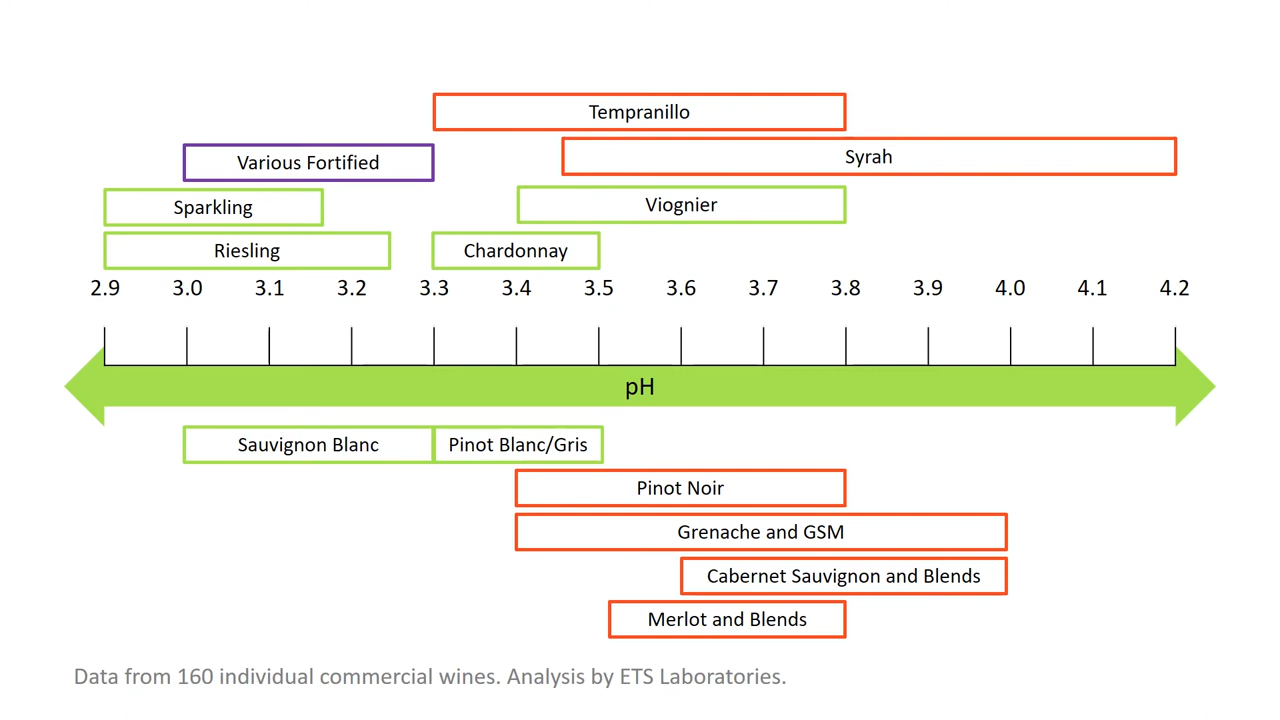 Tempranillo
Syrah
Various Fortified
Sparkling
Viognier
Riesling
Chardonnay
2.9 3.0 3.1 3.2 3.3 3.4 3.5 3.6 3.7 3.8 3.9 4.0 4.1 4.2
pH
Sauvignon Blanc
Pinot Blanc/Gris
Pinot Noir
Grenache and GSM
Cabernet Sauvignon and Blends
Merlot and Blends
Data from 160 individual commercial wines. Analysis by ETS Laboratories.